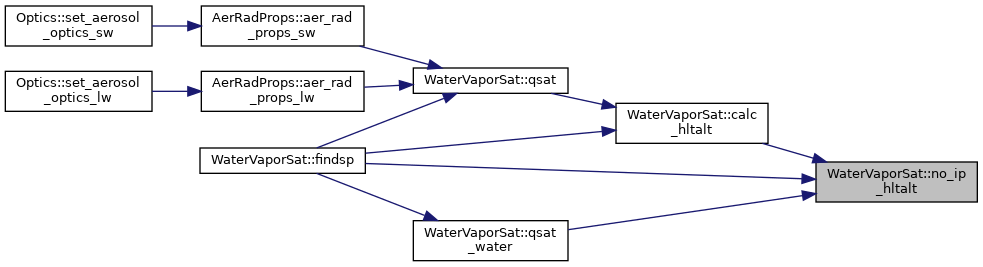 Optics::set_aerosol
_optics_sw
AerRadProps::aer_rad
_props_sw
Optics::set_aerosol
_optics_lw
AerRadProps::aer_rad
_props_lw
WaterVaporSat::qsat
WaterVaporSat::calc
_hltalt
WaterVaporSat::findsp
WaterVaporSat::no_ip
_hltalt
WaterVaporSat::qsat
_water